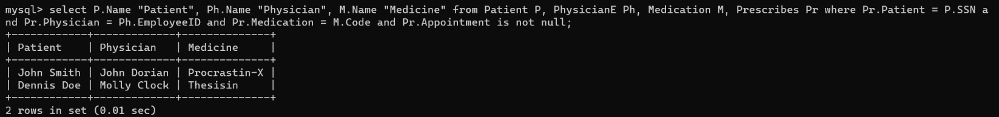 mysql> select P.Name "Patient", Ph.Name "Physician", M.Name "Medicine" from Patient P, PhysicianE Ph, Medication M, Prescribes Pr where Pr.Patient = P.SSN a
nd Pr.Physician = Ph.EmployeeID and Pr.Medication = M.Code and Pr.Appointment is not null;
+------------+-------------+--------------+
| Patient    | Physician   | Medicine     |
+------------+-------------+--------------+
| John Smith | John Dorian | Procrastin-X |
| Dennis Doe | Molly Clock | Thesisin     |
+------------+-------------+--------------+
2 rows in set (0.01 sec)